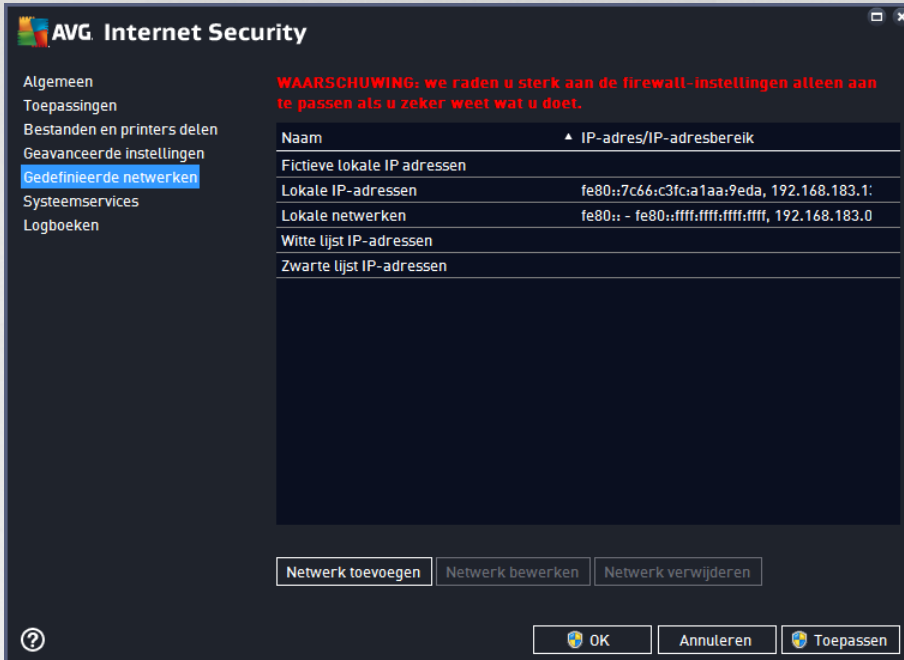 AVG Internet Security
Algemeen
Toepassingen
Bestanden en printers delen
Geavanceerde instellingen
Gedefinieerde netwerken
Systeemservices
Logboeken
WAARSCHUWING: we raden u sterk aan de firewall-instellingen alleen aan
te passen als u zeker weet wat u doet.
Naam ▲ IP-adres/IP-adresbereik
Fictieve lokale IP adressen
Lokale IP-adressen fe80::7c66:c3fc:a1aa:9eda, 192.168.183.1
Lokale netwerken fe80:: - fe80::ffff:ffff:ffff:ffff, 192.168.183.0
Witte lijst IP-adressen
Zwarte lijst IP-adressen
Netwerk toevoegen Netwerk bewerken Netwerk verwijderen
? OK Annuleren Toepassen